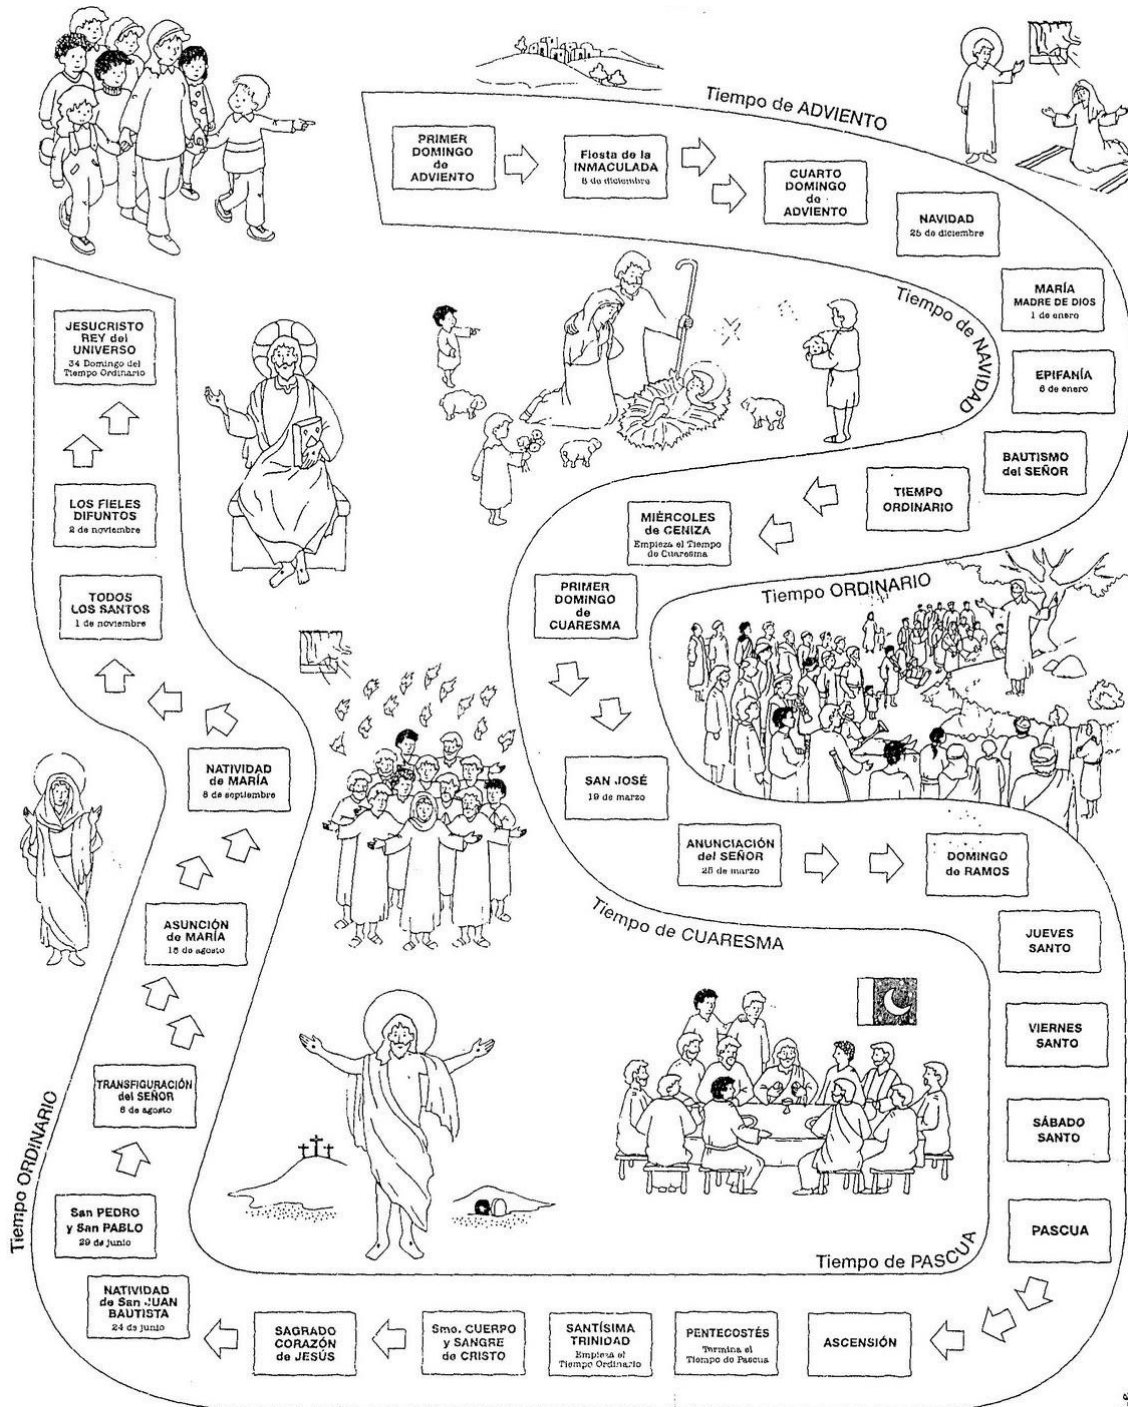 Tiempo de ADVIENTO
PRIMER
DOMINGO
de
ADVIENTO
Fiesta de la
INMACULADA
8 de diciembre
CUARTO
DOMINGO
de
ADVIENTO
NAVIDAD
25 de diciembre
Tiempo de NAVIDAD
MARÍA
MADRE DE DIOS
1 de enero
EPIFANÍA
6 de enero
BAUTISMO
del SEÑOR
TIEMPO
ORDINARIO
Tiempo ORDINARIO
MIÈRCOLES
de CENIZA
Empieza el Tiempo
de Cuaresma
PRIMER
DOMINGO
de
CUARESMA
SAN JOSÉ
19 de marzo
ANUNCIACIÓN
del SEÑOR
25 de marzo
DOMINGO
de RAMOS
Tiempo de CUARESMA
JUEVES
SANTO
VIERNES
SANTO
SÁBADO
SANTO
PASCUA
Tiempo de PASCUA
ASCENSIÓN
PENTECOSTÉS
Termina el
Tiempo de Pascua
SANTÍSIMA
TRINIDAD
Empieza el
Tiempo Ordinario
Smo. CUERPO
y SANGRE
de CRISTO
SAGRADO
CORAZÓN
de JESÚS
NATIVIDAD
de San JUAN
BAUTISTA
24 de junio
San PEDRO
y San PABLO
29 de junio
Tiempo ORDINARIO
TRANSFIGURACIÓN
del SEÑOR
6 de agosto
ASUNCIÓN
de MARÍA
15 de agosto
NATIVIDAD
de MARÍA
8 de septiembre
TODOS
LOS SANTOS
1 de noviembre
LOS FIELES
DIFUNTOS
2 de noviembre
JESUCRISTO
REY del
UNIVERSO
34 Domingo del
Tiempo Ordinario